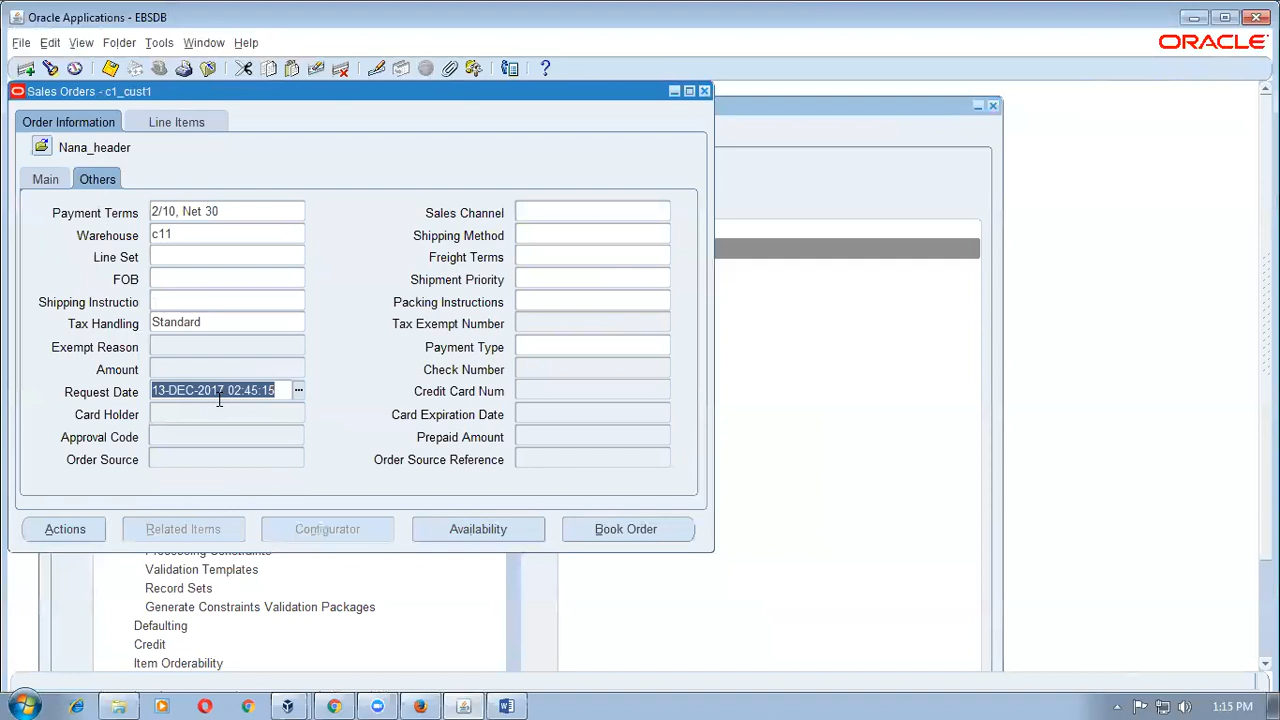 Oracle Applications - EBSDB
File Edit View Folder Tools Window Help
ORACLE
Sales Orders - c1_cust1
Order Information Line Items
Nana_header
Main Others
Payment Terms 2/10, Net 30 Sales Channel
Warehouse c11 Shipping Method
Line Set Freight Terms
FOB Shipment Priority
Shipping Instructio Packing Instructions
Tax Handling Standard Tax Exempt Number
Exempt Reason Payment Type
Amount Check Number
Request Date 13-DEC-2017 02:45:15 Credit Card Num
Card Holder Card Expiration Date
Approval Code Prepaid Amount
Order Source Order Source Reference
Actions Related Items Configurator Availability Book Order
Processing Constraints
Validation Templates
Record Sets
Generate Constraints Validation Packages
Defaulting
Credit
Item Orderability
1:15 PM